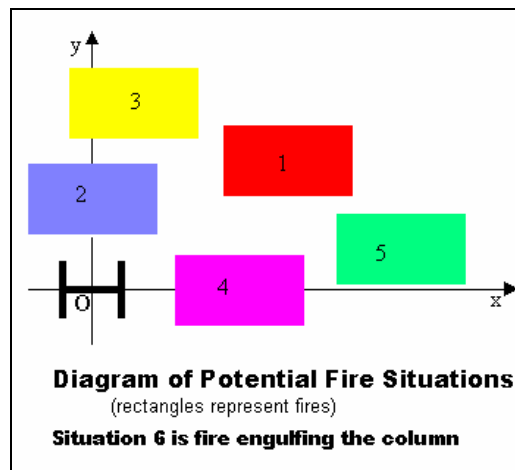 y
3
1
2
5
4
O
x
Diagram of Potential Fire Situations
(rectangles represent fires)
Situation 6 is fire engulfing the column